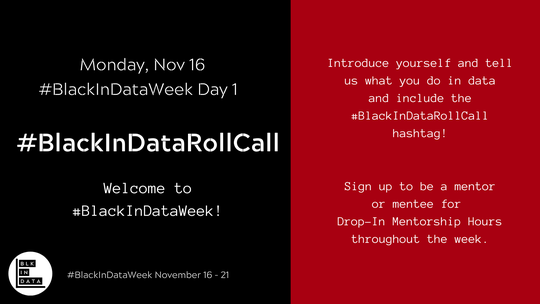 Monday, Nov 16
#BlackInDataWeek Day 1
#BlackInDataRollCall
Welcome to
#BlackInDataWeek!
BLK
IN
DATA
#BlackInDataWeek November 16 - 21
Introduce yourself and tell
us what you do in data
and include the
#BlackInDataRollCall
hashtag!
Sign up to be a mentor
or mentee for
Drop-In Mentorship Hours
throughout the week.